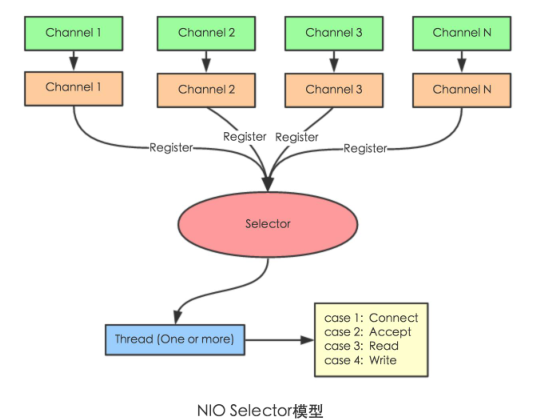 Channel 1
Channel 2
Channel 3
Channel N
Channel 1
Channel 2
Channel 3
Channel N
Register
Register
Register
Register
Selector
Thread (One or more)
case 1: Connect
case 2: Accept
case 3: Read
case 4: Write
NIO Selector模型